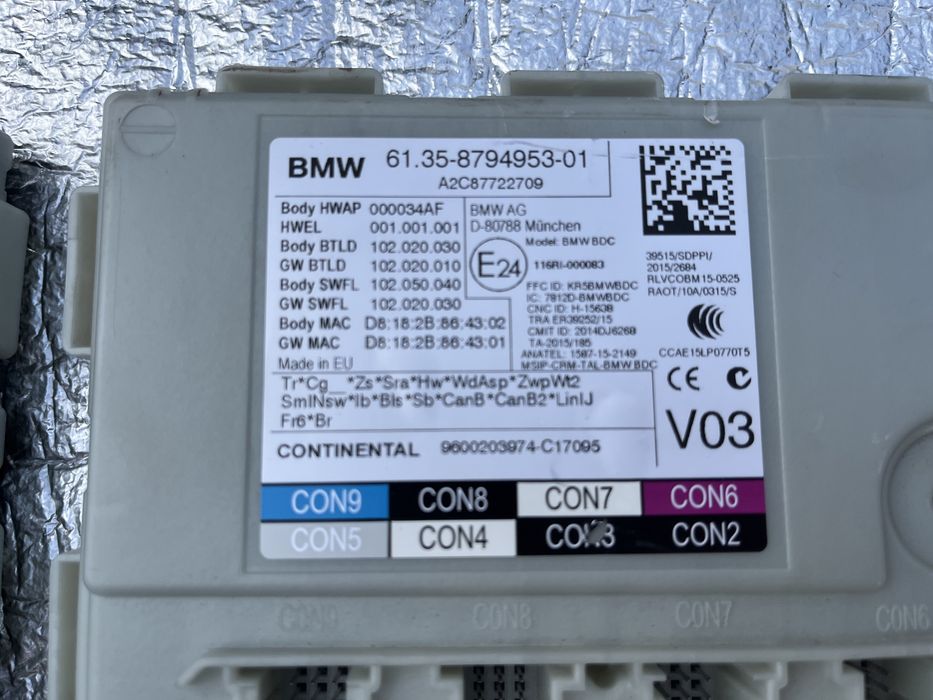 BMW 61.35-8794953-01
A2C87722709
Body HWAP 000034AF
HWEL 001.001.001
Body BTLD 102.020.030
GW BTLD 102.020.010
Body SWFL 102.050.040
GW SWFL 102.020.030
Body MAC D8:18:2B:86:43:02
GW MAC D8:18:2B:86:43:01
Made in EU
BMW AG
D-80788 München
Model: BMW BDC
E24 116RI-000083
FFC ID: KR5BMWBDC
IC: 7812D-BMWBDC
CNC ID: H-15638
TRA ER39252/15
CMIT ID: 2014DJ6268
TA-2015/185
ANATEL: 1587-15-2149
MSIP-CRM-TAL-BMW BDC
39515/SDPPI/
2015/2684
RLVCOBM15-0525
RAOT/10A/0315/S
CCAE15LP0770T5
CE
V03
Tr*Cg__*Zs*Sra*Hw*WdAsp*ZwpWt2
SmlNsw*Ib*Bls*Sb*CanB*CanB2*LinIJ
Fr6*Br
CONTINENTAL 9600203974-C17095
CON9 CON8 CON7 CON6
CON5 CON4 CON3 CON2
CON9 CON8 CON7 CON6